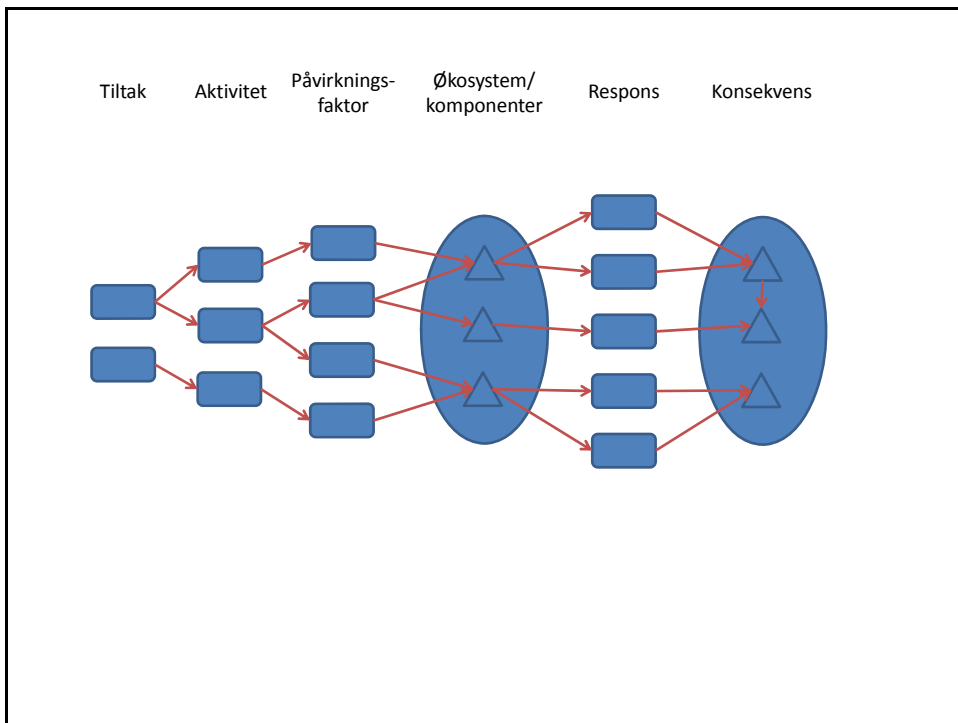 Tiltak
Aktivitet
Påvirknings-
faktor
Økosystem/
komponenter
Respons
Konsekvens